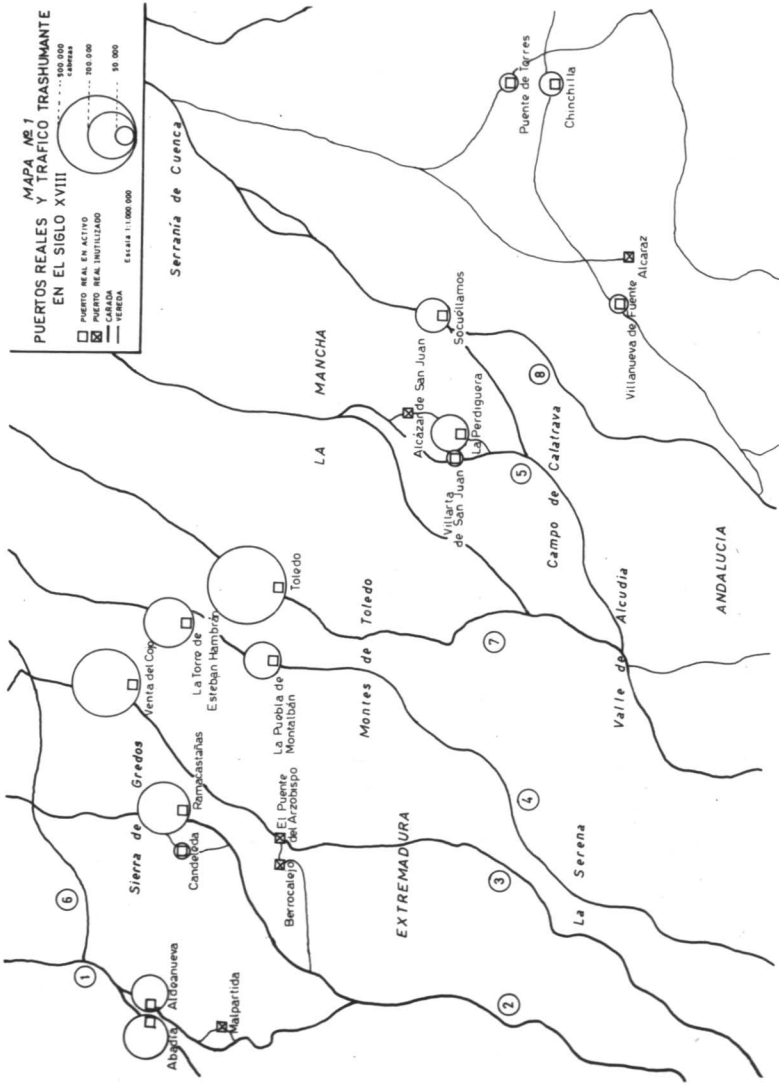 MAPA Nº 1
PUERTOS REALES Y TRAFICO TRASHUMANTE
EN EL SIGLO XVIII
500.000
cabezas
50.000
PUERTO REAL EN ACTIVO
PUERTO REAL INUTILIZADO
CAÑADA
VEREDA
Escala 1:1.000.000
1
6
Abadía
Aldeanueva
Malpartida
Sierra de Gredos
Candeleda
Ramacastañas
Venta del Cojo
La Torre de
Esteban Hambrán
Berrocalejo
El Puente
del Arzobispo
La Puebla de
Montalbán
Toledo
EXTREMADURA
Montes de Toledo
LA MANCHA
Serranía de Cuenca
Alcázar de San Juan
Villarta
de San Juan
La Perdiguera
Socuéllamos
Puente de Torres
Chinchilla
2
3
4
7
5
8
La Serena
Campo de Calatrava
Valle de Alcudia
Villanueva de Fuente
Alcaraz
ANDALUCIA